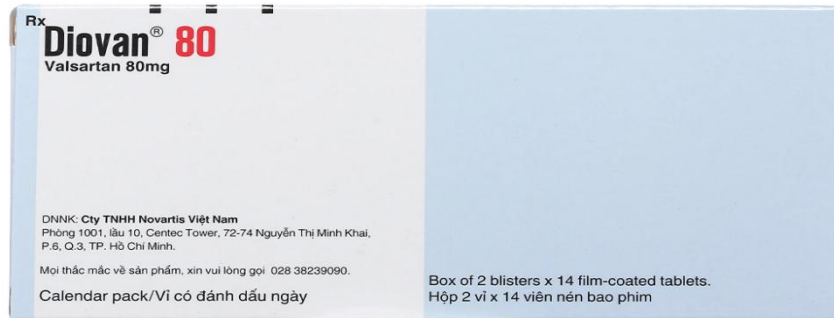 Rx
Diovan® 80
Valsartan 80mg
DNNK: Cty TNHH Novartis Việt Nam
Phòng 1001, lầu 10, Centec Tower, 72-74 Nguyễn Thị Minh Khai,
P.6, Q.3, TP. Hồ Chí Minh.
Mọi thắc mắc về sản phẩm, xin vui lòng gọi 028 38239090.
Calendar pack/Vỉ có đánh dấu ngày
Box of 2 blisters x 14 film-coated tablets.
Hộp 2 vỉ x 14 viên nén bao phim